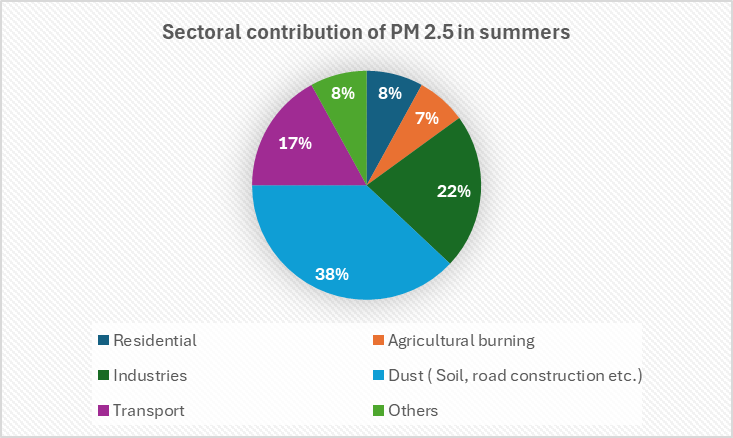 Sectoral contribution of PM 2.5 in summers
8%
8%
7%
17%
22%
38%
Residential
Agricultural burning
Industries
Dust ( Soil, road construction etc.)
Transport
Others